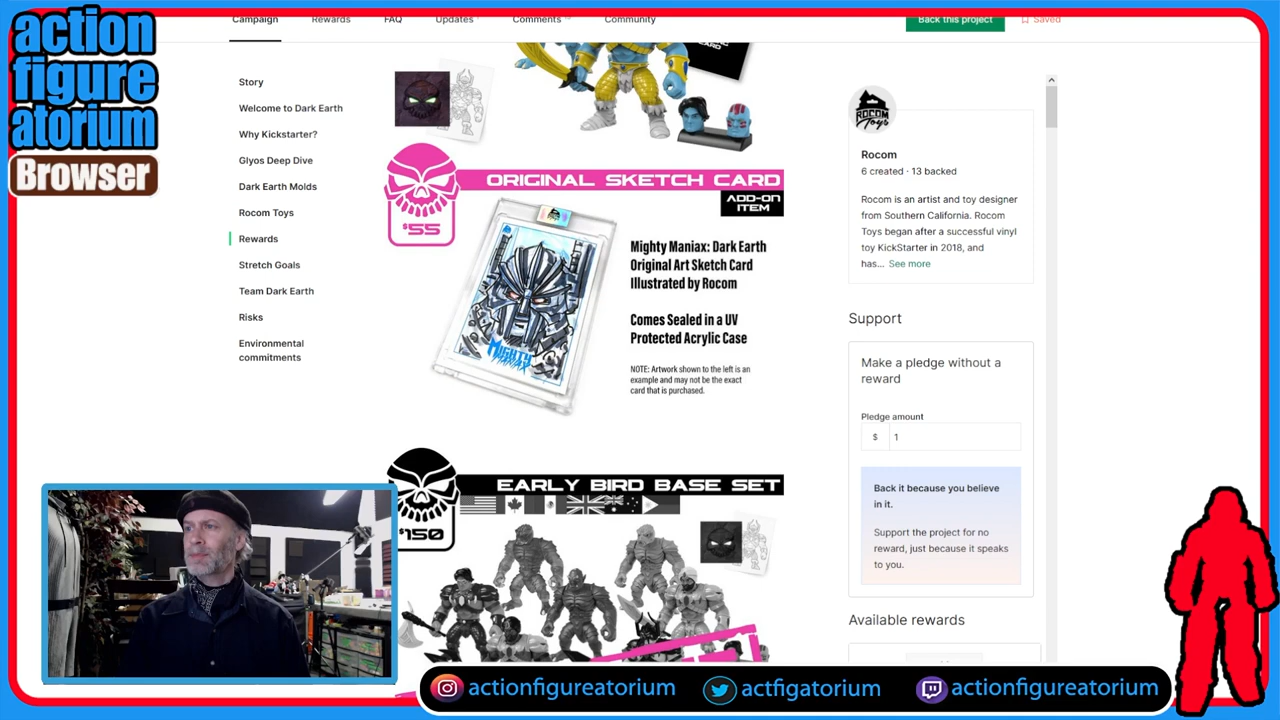 action
figure
atorium
Browser
Campaign
Rewards
FAQ
Updates
Comments
Community
Back this project
Saved
Story
Welcome to Dark Earth
Why Kickstarter?
Glyos Deep Dive
Dark Earth Molds
Rocom Toys
Rewards
Stretch Goals
Team Dark Earth
Risks
Environmental
commitments
CARD
ORIGINAL SKETCH CARD
ADD-ON
ITEM
$55
Mighty Maniax: Dark Earth
Original Art Sketch Card
Illustrated by Rocom
Comes Sealed in a UV
Protected Acrylic Case
NOTE: Artwork shown to the left is an
example and may not be the exact
card that is purchased.
MIGHTY
MANIAX
EARLY BIRD BASE SET
$150
ROCOM
Toys
Rocom
6 created · 13 backed
Rocom is an artist and toy designer
from Southern California. Rocom
Toys began after a successful vinyl
toy KickStarter in 2018, and
has... See more
Support
Make a pledge without a
reward
Pledge amount
$ 1
Back it because you believe
in it.
Support the project for no
reward, just because it speaks
to you.
Available rewards
actionfigureatorium
actfigatorium
actionfigureatorium